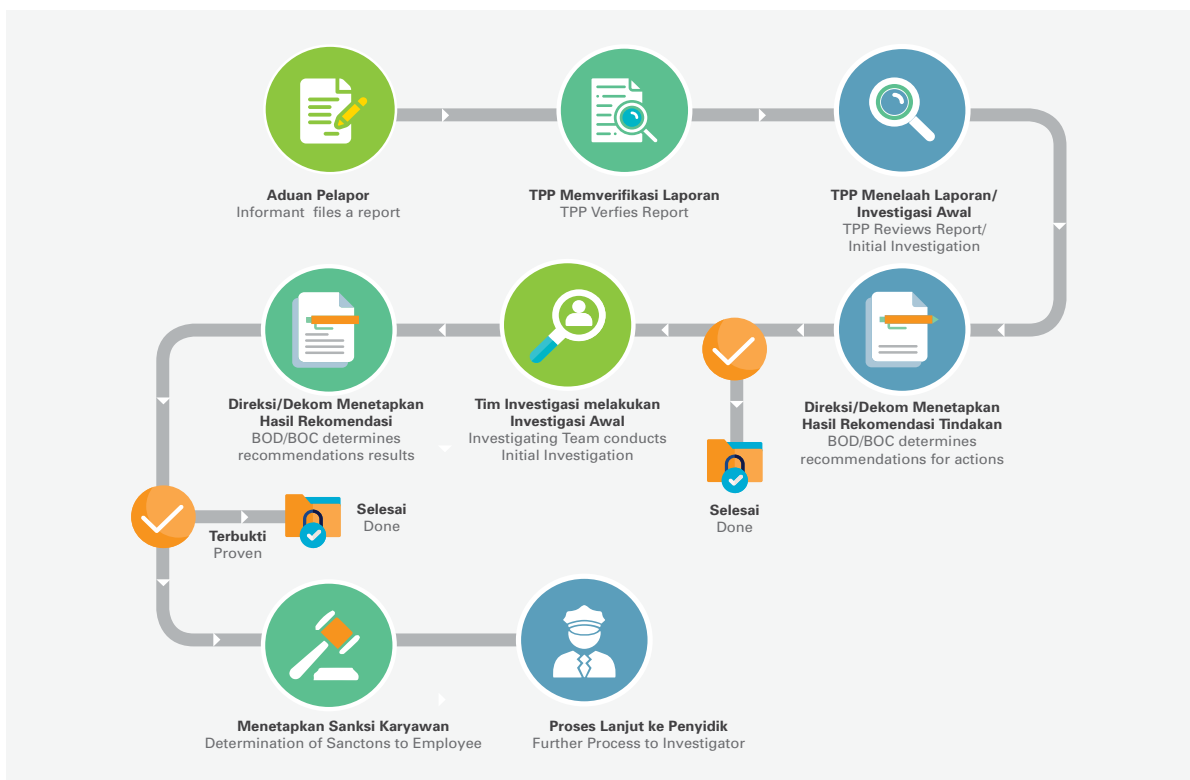 Aduan Pelapor
Informant files a report
TPP Memverifikasi Laporan
TPP Verfies Report
TPP Menelaah Laporan/
Investigasi Awal
TPP Reviews Report/
Initial Investigation
Direksi/Dekom Menetapkan
Hasil Rekomendasi
BOD/BOC determines
recommendations results
Tim Investigasi melakukan
Investigasi Awal
Investigating Team conducts
Initial Investigation
Direksi/Dekom Menetapkan
Hasil Rekomendasi Tindakan
BOD/BOC determines
recommendations for actions
Selesai
Done
Selesai
Done
Terbukti
Proven
Menetapkan Sanksi Karyawan
Determination of Sanctons to Employee
Proses Lanjut ke Penyidik
Further Process to Investigator